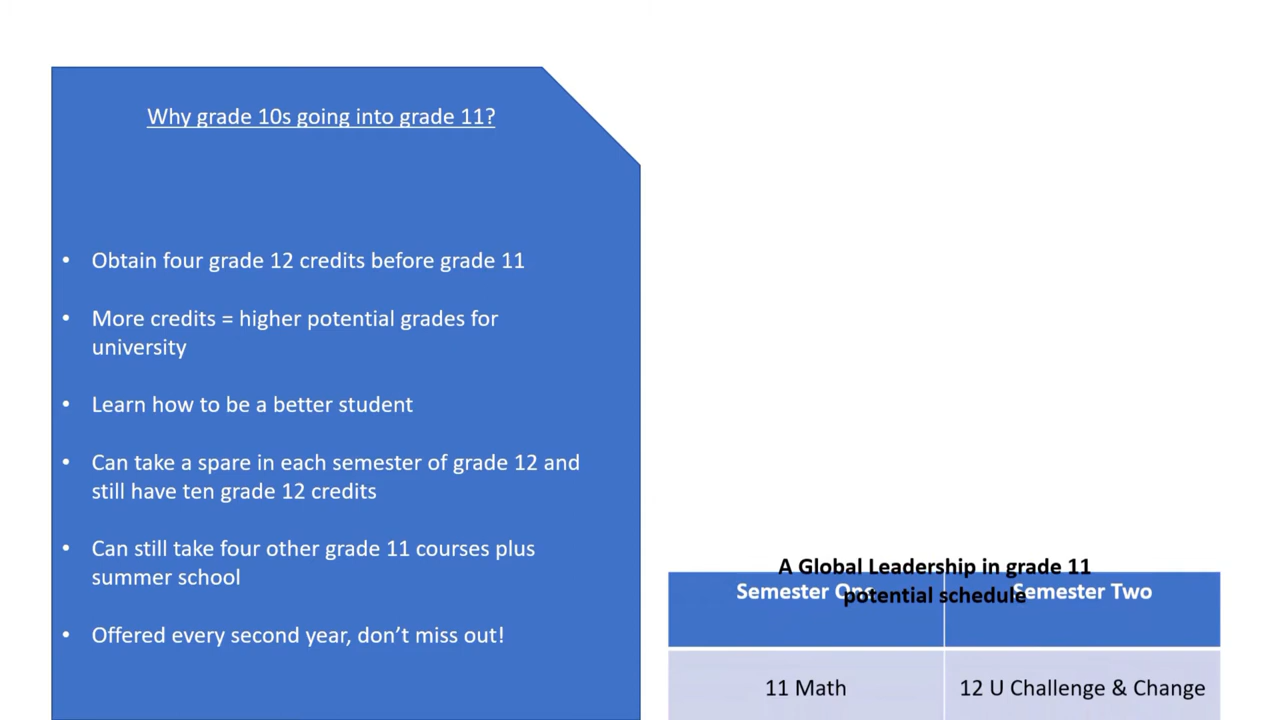 Why grade 10s going into grade 11?
• Obtain four grade 12 credits before grade 11
• More credits = higher potential grades for
university
• Learn how to be a better student
• Can take a spare in each semester of grade 12 and
still have ten grade 12 credits
• Can still take four other grade 11 courses plus
summer school
• Offered every second year, don’t miss out!
A Global Leadership in grade 11
potential schedule
Semester One
Semester Two
11 Math
12 U Challenge & Change